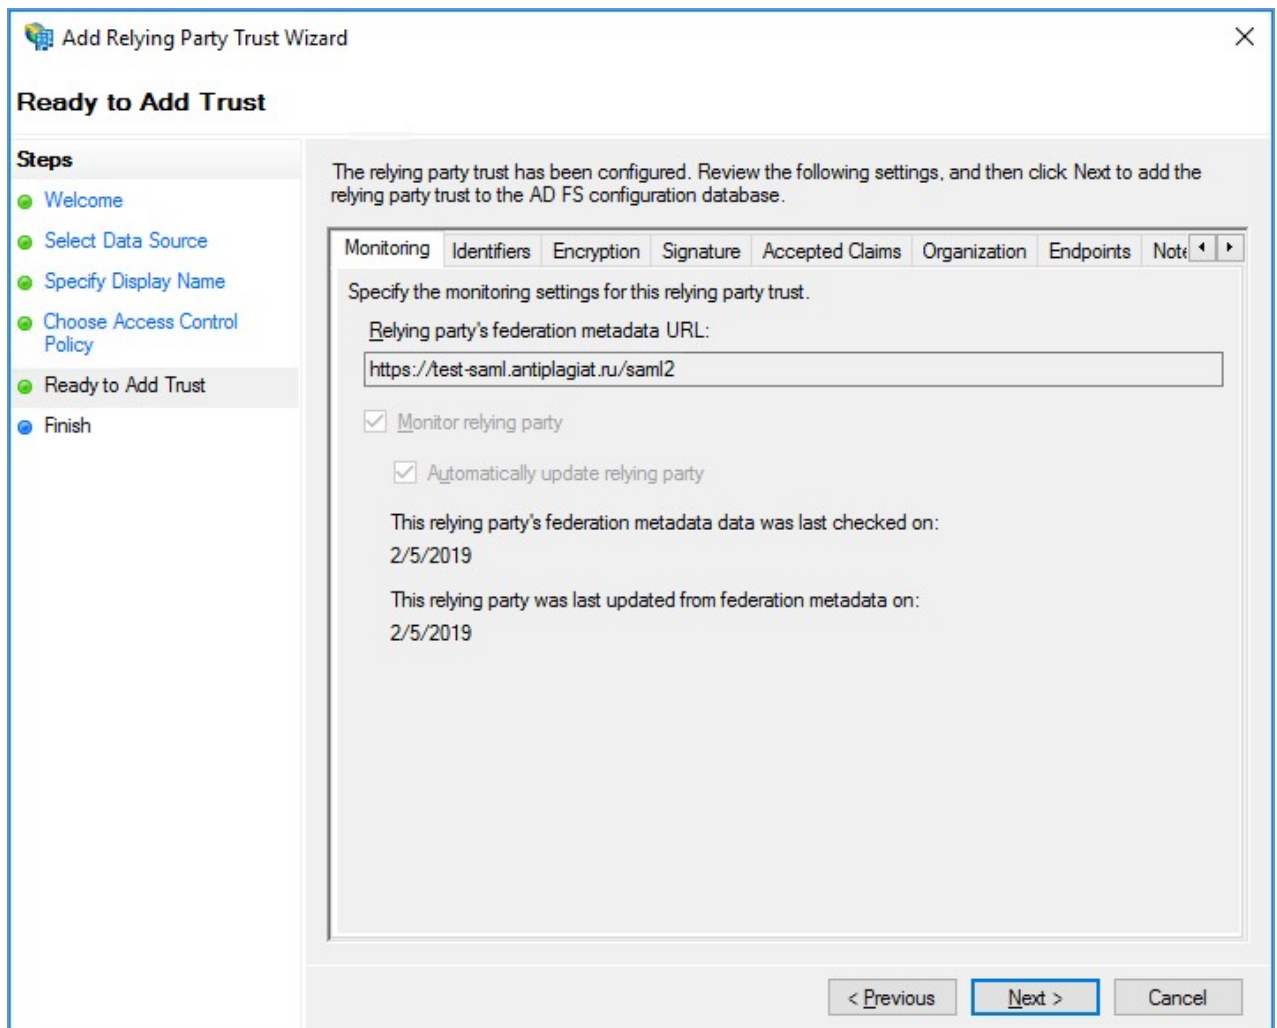 Add Relying Party Trust Wizard
Ready to Add Trust
Steps
Welcome
Select Data Source
Specify Display Name
Choose Access Control
Policy
Ready to Add Trust
Finish
The relying party trust has been configured. Review the following settings, and then click Next to add the
relying party trust to the AD FS configuration database.
Monitoring Identifiers Encryption Signature Accepted Claims Organization Endpoints Note
Specify the monitoring settings for this relying party trust.
Relying party's federation metadata URL:
https://test-saml.antiplagiat.ru/saml2
Monitor relying party
Automatically update relying party
This relying party's federation metadata data was last checked on:
2/5/2019
This relying party was last updated from federation metadata on:
2/5/2019
< Previous Next > Cancel